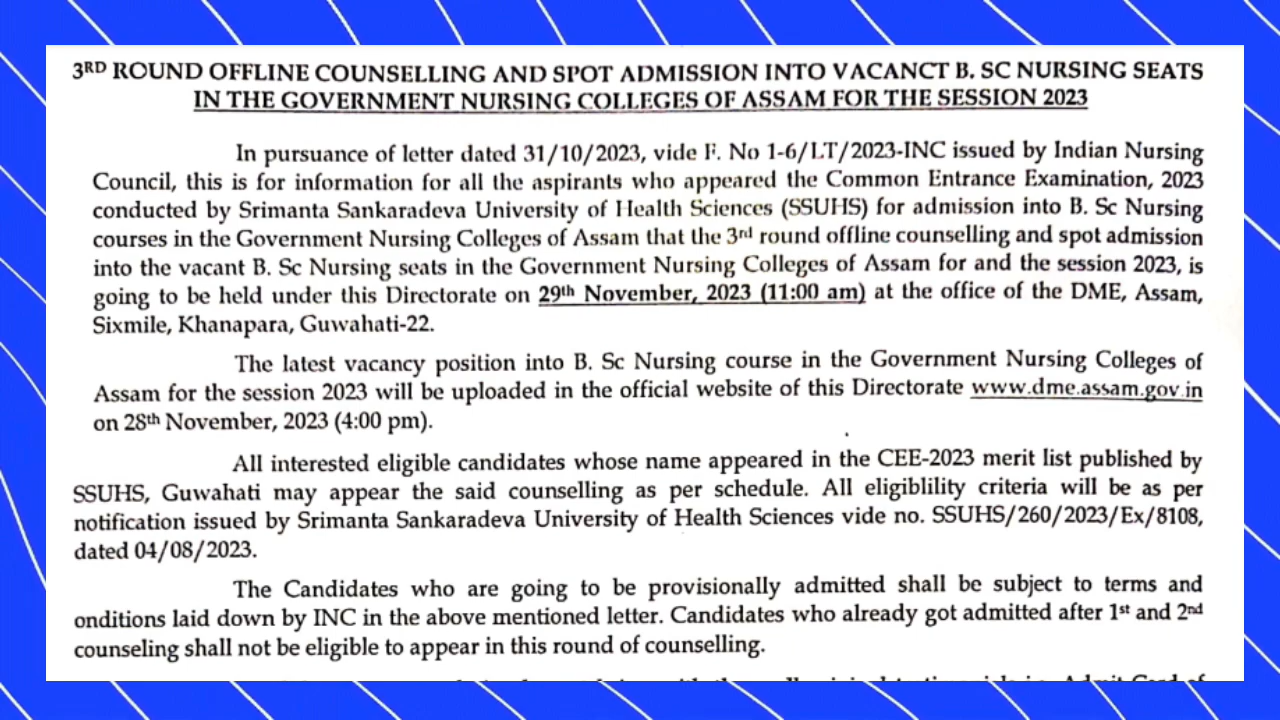 3RD ROUND OFFLINE COUNSELLING AND SPOT ADMISSION INTO VACANCT B. SC NURSING SEATS
IN THE GOVERNMENT NURSING COLLEGES OF ASSAM FOR THE SESSION 2023
In pursuance of letter dated 31/10/2023, vide F. No 1-6/LT/2023-INC issued by Indian Nursing
Council, this is for information for all the aspirants who appeared the Common Entrance Examination, 2023
conducted by Srimanta Sankaradeva University of Health Sciences (SSUHS) for admission into B. Sc Nursing
courses in the Government Nursing Colleges of Assam that the 3rd round offline counselling and spot admission
into the vacant B. Sc Nursing seats in the Government Nursing Colleges of Assam for and the session 2023, is
going to be held under this Directorate on 29th November, 2023 (11:00 am) at the office of the DME, Assam,
Sixmile, Khanapara, Guwahati-22.
The latest vacancy position into B. Sc Nursing course in the Government Nursing Colleges of
Assam for the session 2023 will be uploaded in the official website of this Directorate www.dme.assam.gov.in
on 28th November, 2023 (4:00 pm).
All interested eligible candidates whose name appeared in the CEE-2023 merit list published by
SSUHS, Guwahati may appear the said counselling as per schedule. All eligiblility criteria will be as per
notification issued by Srimanta Sankaradeva University of Health Sciences vide no. SSUHS/260/2023/Ex/8108,
dated 04/08/2023.
The Candidates who are going to be provisionally admitted shall be subject to terms and
onditions laid down by INC in the above mentioned letter. Candidates who already got admitted after 1st and 2nd
counseling shall not be eligible to appear in this round of counselling.